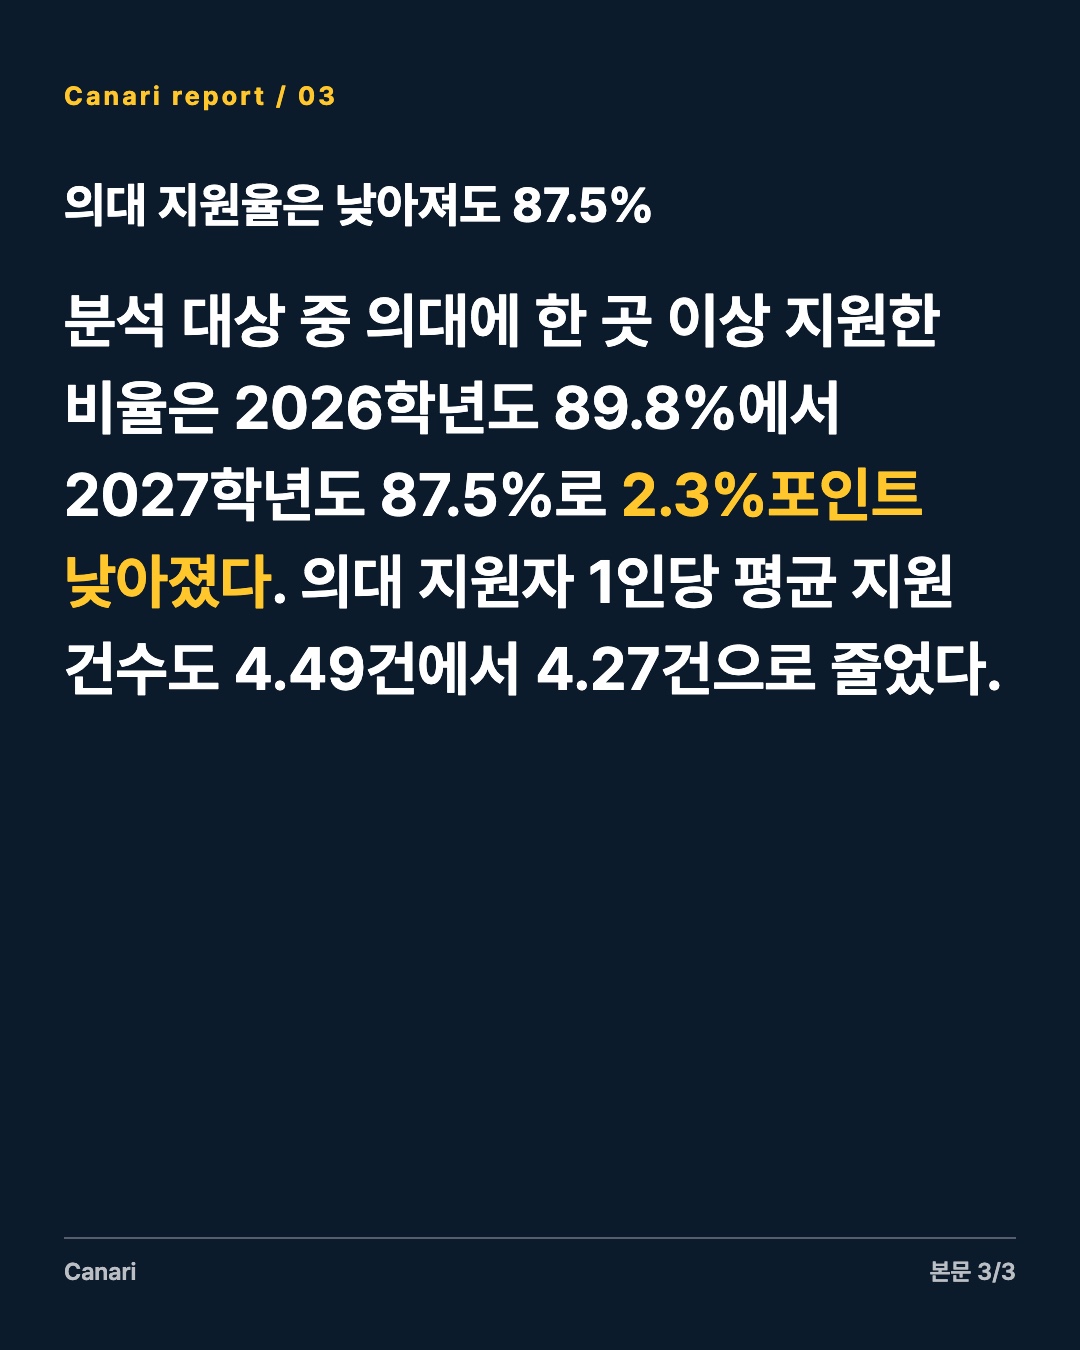 Canari report / 03
의대 지원율은 낮아져도 87.5%
분석 대상 중 의대에 한 곳 이상 지원한
비율은 2026학년도 89.8%에서
2027학년도 87.5%로 2.3%포인트
낮아졌다. 의대 지원자 1인당 평균 지원
건수도 4.49건에서 4.27건으로 줄었다.
Canari
본문 3/3